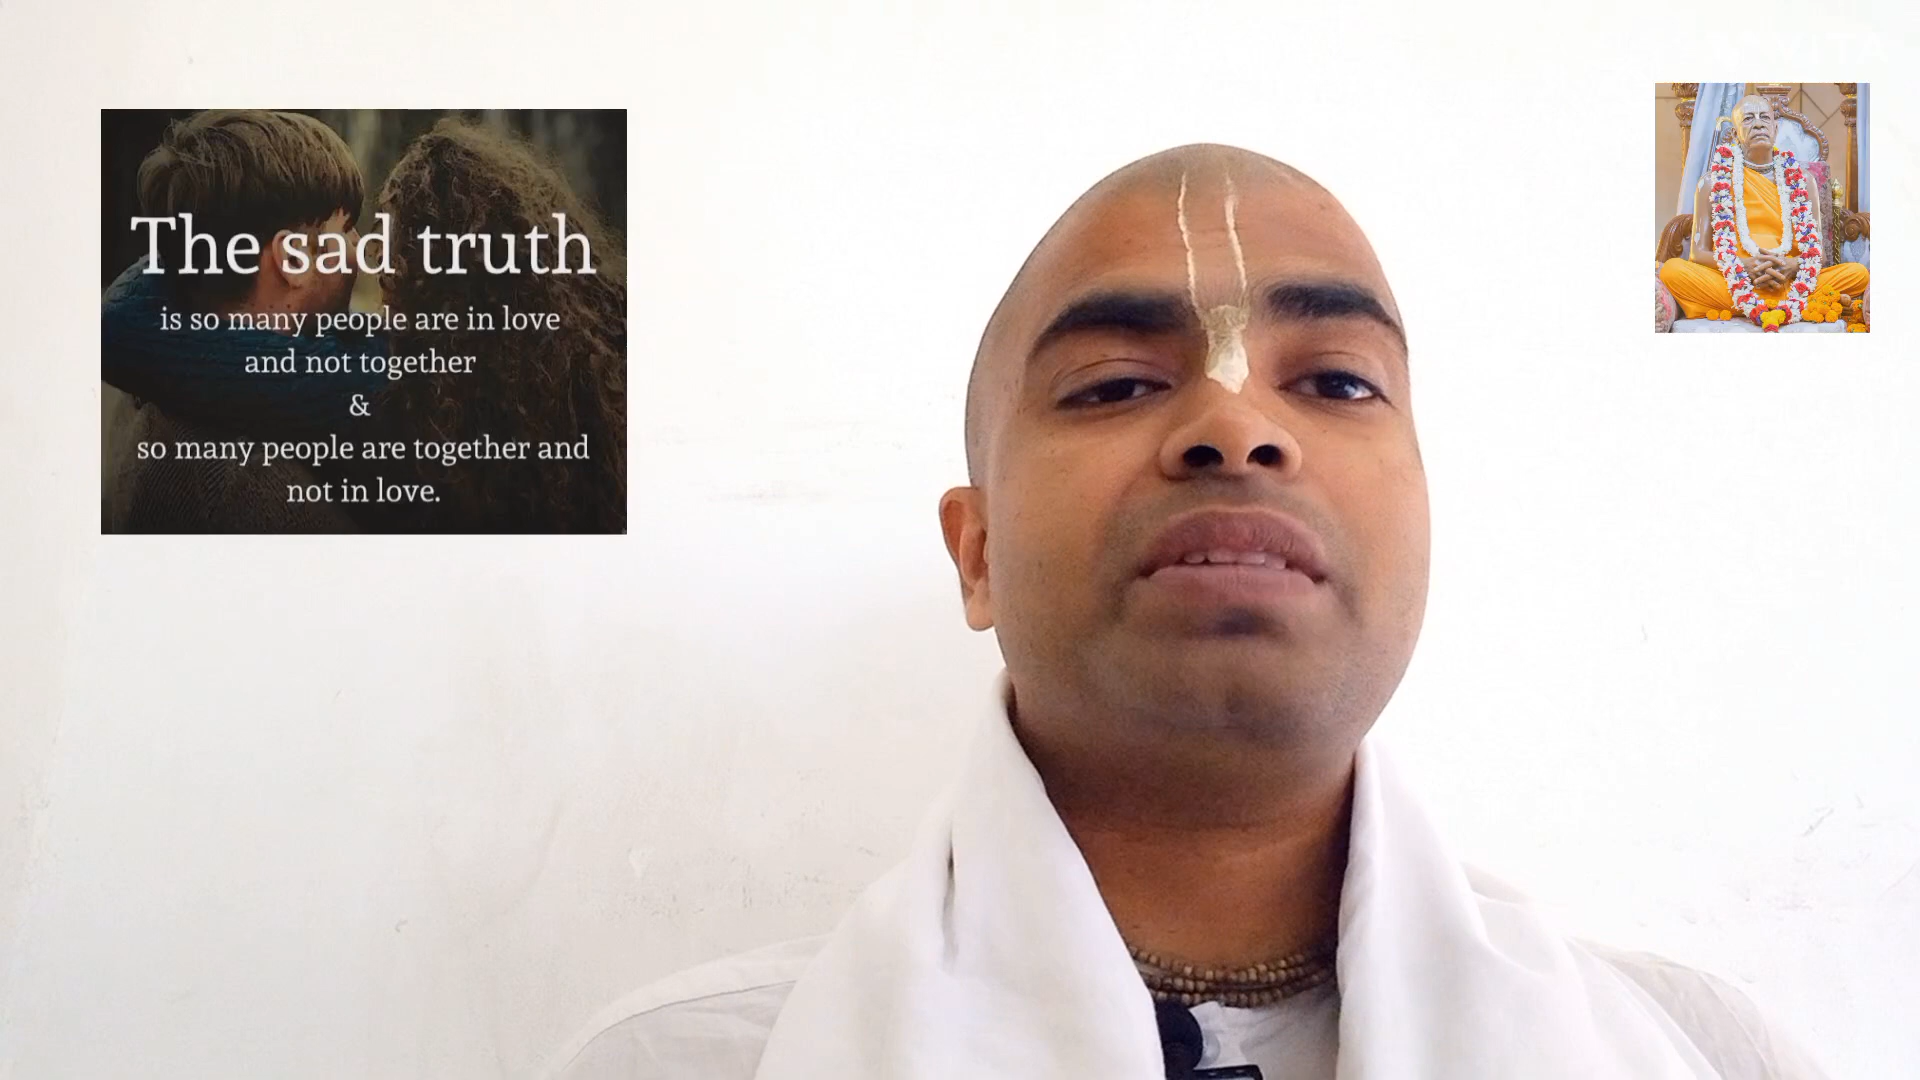 The sad truth
is so many people are in love
and not together
&
so many people are together and
not in love.